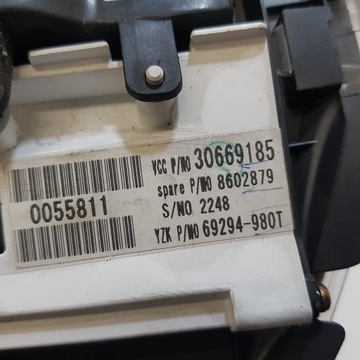 VCC P/NO 30669185
spare P/NO 8602879
0055811
S/NO 2248
YZK P/NO 69294-980T